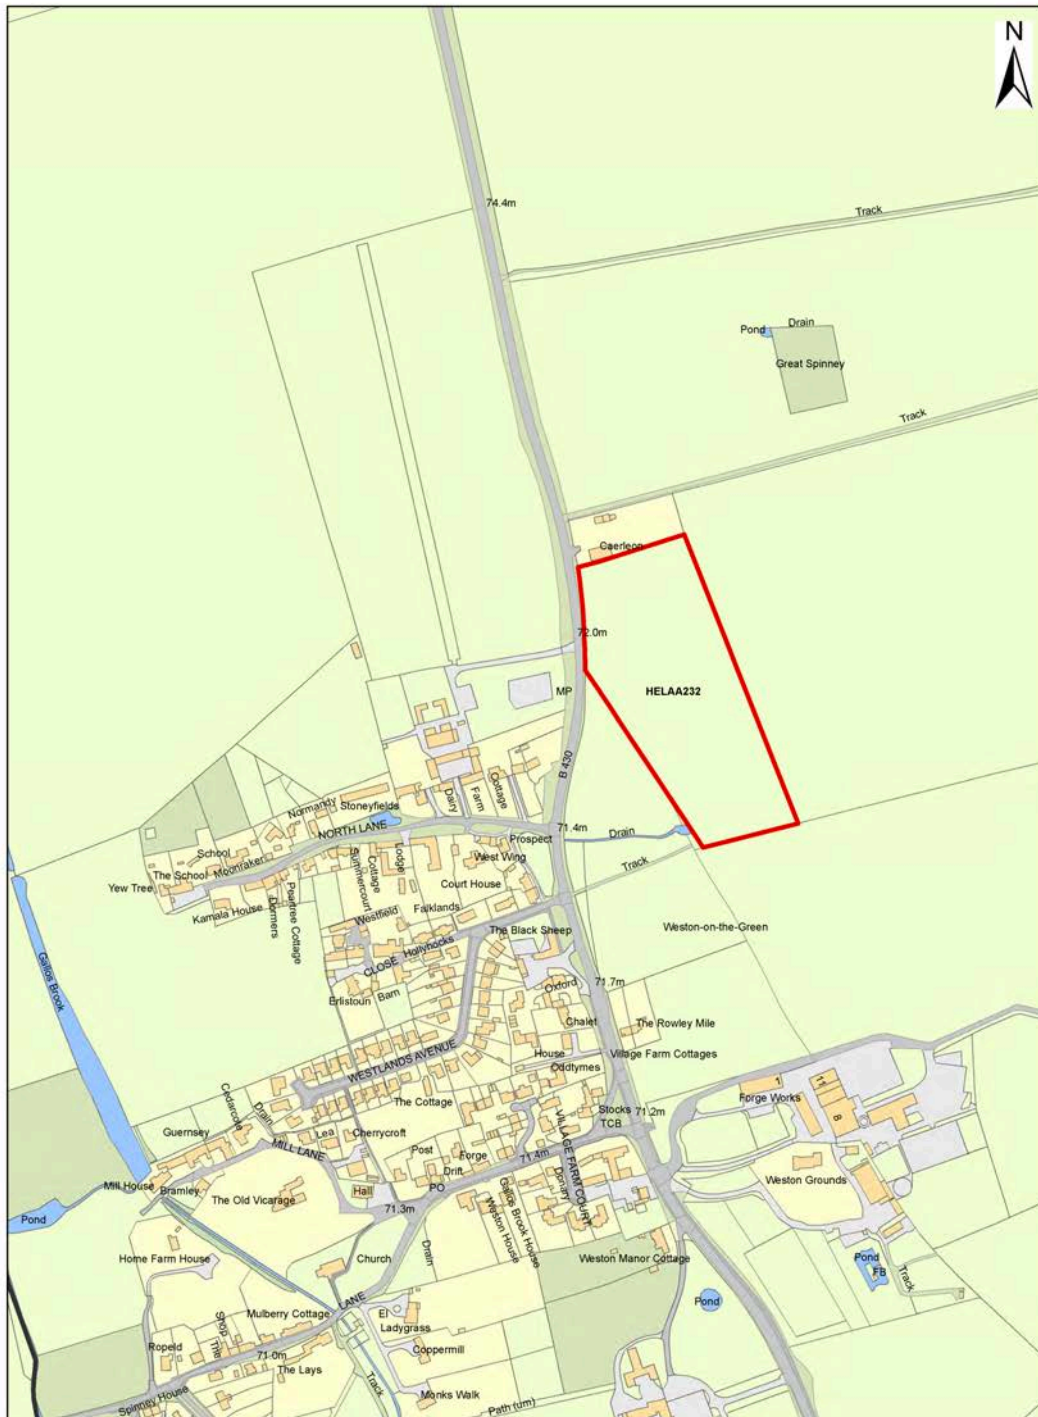 N
74.4m
Track
Pond
Drain
Great Spinney
Track
Caerleon
72.0m
HELAA232
MP
B 430
Cottage
Farm
Dairy
Normandy
Stoneyfields
NORTH LANE
71.4m
Drain
Prospect
School
Moonraker
Lodge
Cottage
Summercourt
West Wing
Track
The School
Yew Tree
Court House
Peartree Cottage
Dormers
Kamala House
Westfield
Falklands
Weston-on-the-Green
The Black Sheep
Hollyhocks
CLOSE
Gallos Brook
Oxford
71.7m
Barn
Erlistoun
Chalet
The Rowley Mile
WESTLANDS AVENUE
House
Village Farm Cottages
Oddtymes
1
11
Forge Works
8
Cedarcote
The Cottage
Stocks
71.2m
TCB
Drain
Guernsey
Lea
Cherrycroft
MILL LANE
VILLAGE FARM COURT
Post
Forge
71.4m
Drift
Donary
Mill House
Bramley
The Old Vicarage
Hall
PO
Weston Grounds
71.3m
Gallos Brook House
Weston House
Pond
Home Farm House
Church
Drain
Weston Manor Cottage
Pond
FB
Track
Pond
Mulberry Cottage
LANE
El
Ladygrass
Shop
The
Ropeld
Coppermill
71.0m
The Lays
Track
Monks Walk
Spinney House
Path (um)